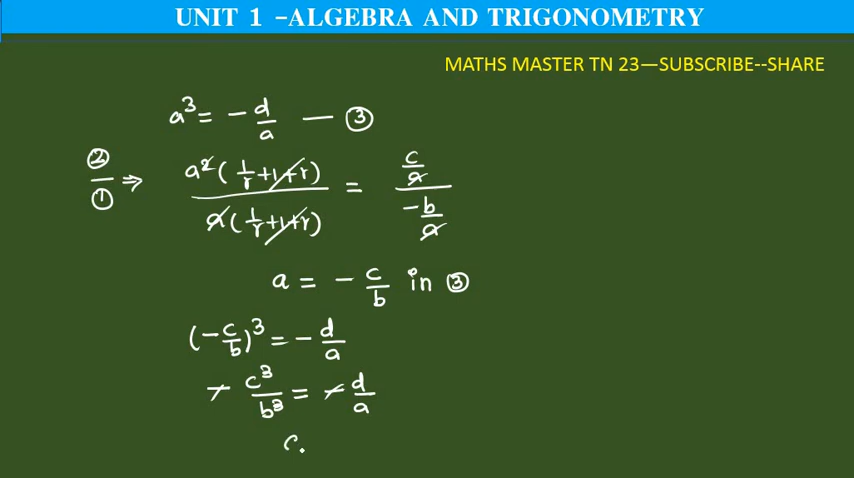 UNIT 1 -ALGEBRA AND TRIGONOMETRY
MATHS MASTER TN 23—SUBSCRIBE--SHARE
a³ = - d/a — ③
②/① ⇒ a²(1/r+1+r) / a(1/r+1+r) = (c/a) / (-b/a)
a = - c/b in ③
(-c/b)³ = - d/a
- c³/b³ = - d/a
c.